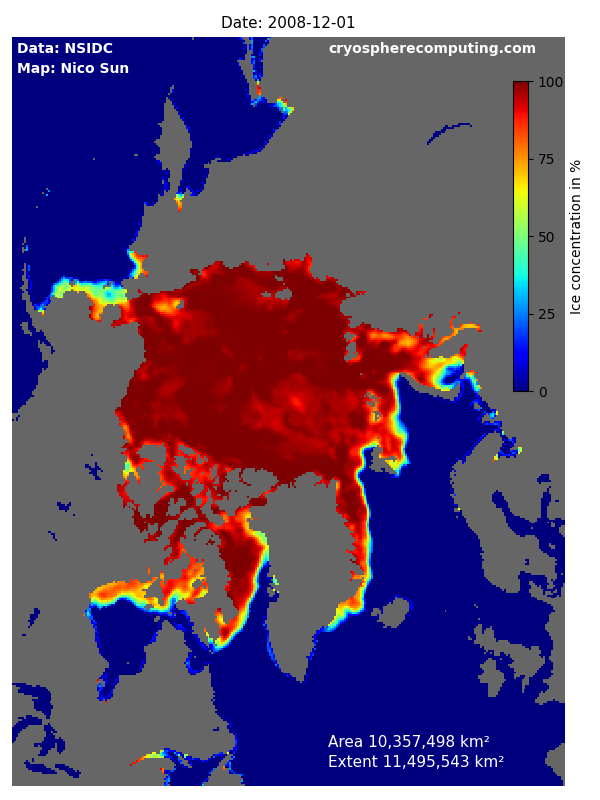 Date: 2008-12-01
Data: NSIDC
Map: Nico Sun
cryospherecomputing.com
100
75
50
25
0
Ice concentration in %
Area 10,357,498 km²
Extent 11,495,543 km²